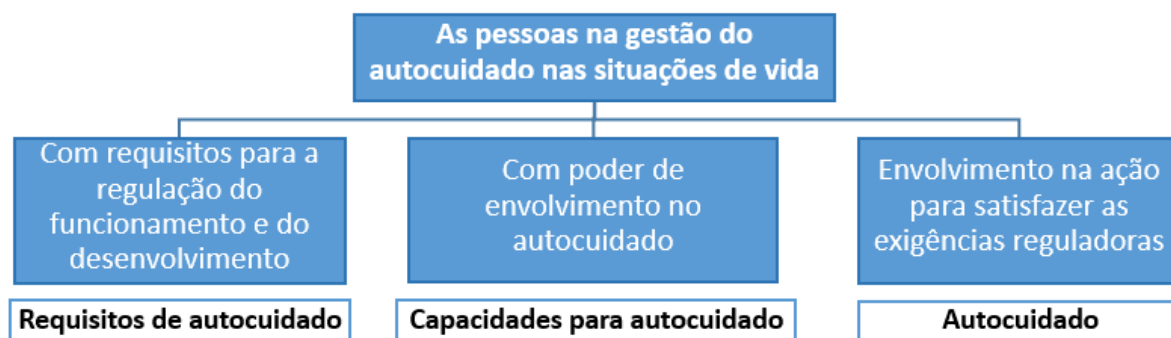 As pessoas na gestão do
autocuidado nas situações de vida
Com requisitos para a
regulação do
funcionamento e do
desenvolvimento
Com poder de
envolvimento no
autocuidado
Envolvimento na ação
para satisfazer as
exigências reguladoras
Requisitos de autocuidado
Capacidades para autocuidado
Autocuidado